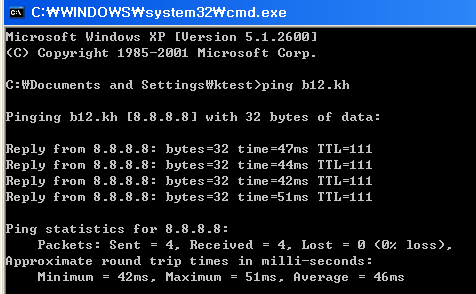 C:\WINDOWS\system32\cmd.exe
Microsoft Windows XP [Version 5.1.2600]
(C) Copyright 1985-2001 Microsoft Corp.
C:₩Documents and Settings₩ktest>ping b12.kh
Pinging b12.kh [8.8.8.8] with 32 bytes of data:
Reply from 8.8.8.8: bytes=32 time=47ms TTL=111
Reply from 8.8.8.8: bytes=32 time=44ms TTL=111
Reply from 8.8.8.8: bytes=32 time=42ms TTL=111
Reply from 8.8.8.8: bytes=32 time=51ms TTL=111
Ping statistics for 8.8.8.8:
Packets: Sent = 4, Received = 4, Lost = 0 (0% loss),
Approximate round trip times in milli-seconds:
Minimum = 42ms, Maximum = 51ms, Average = 46ms